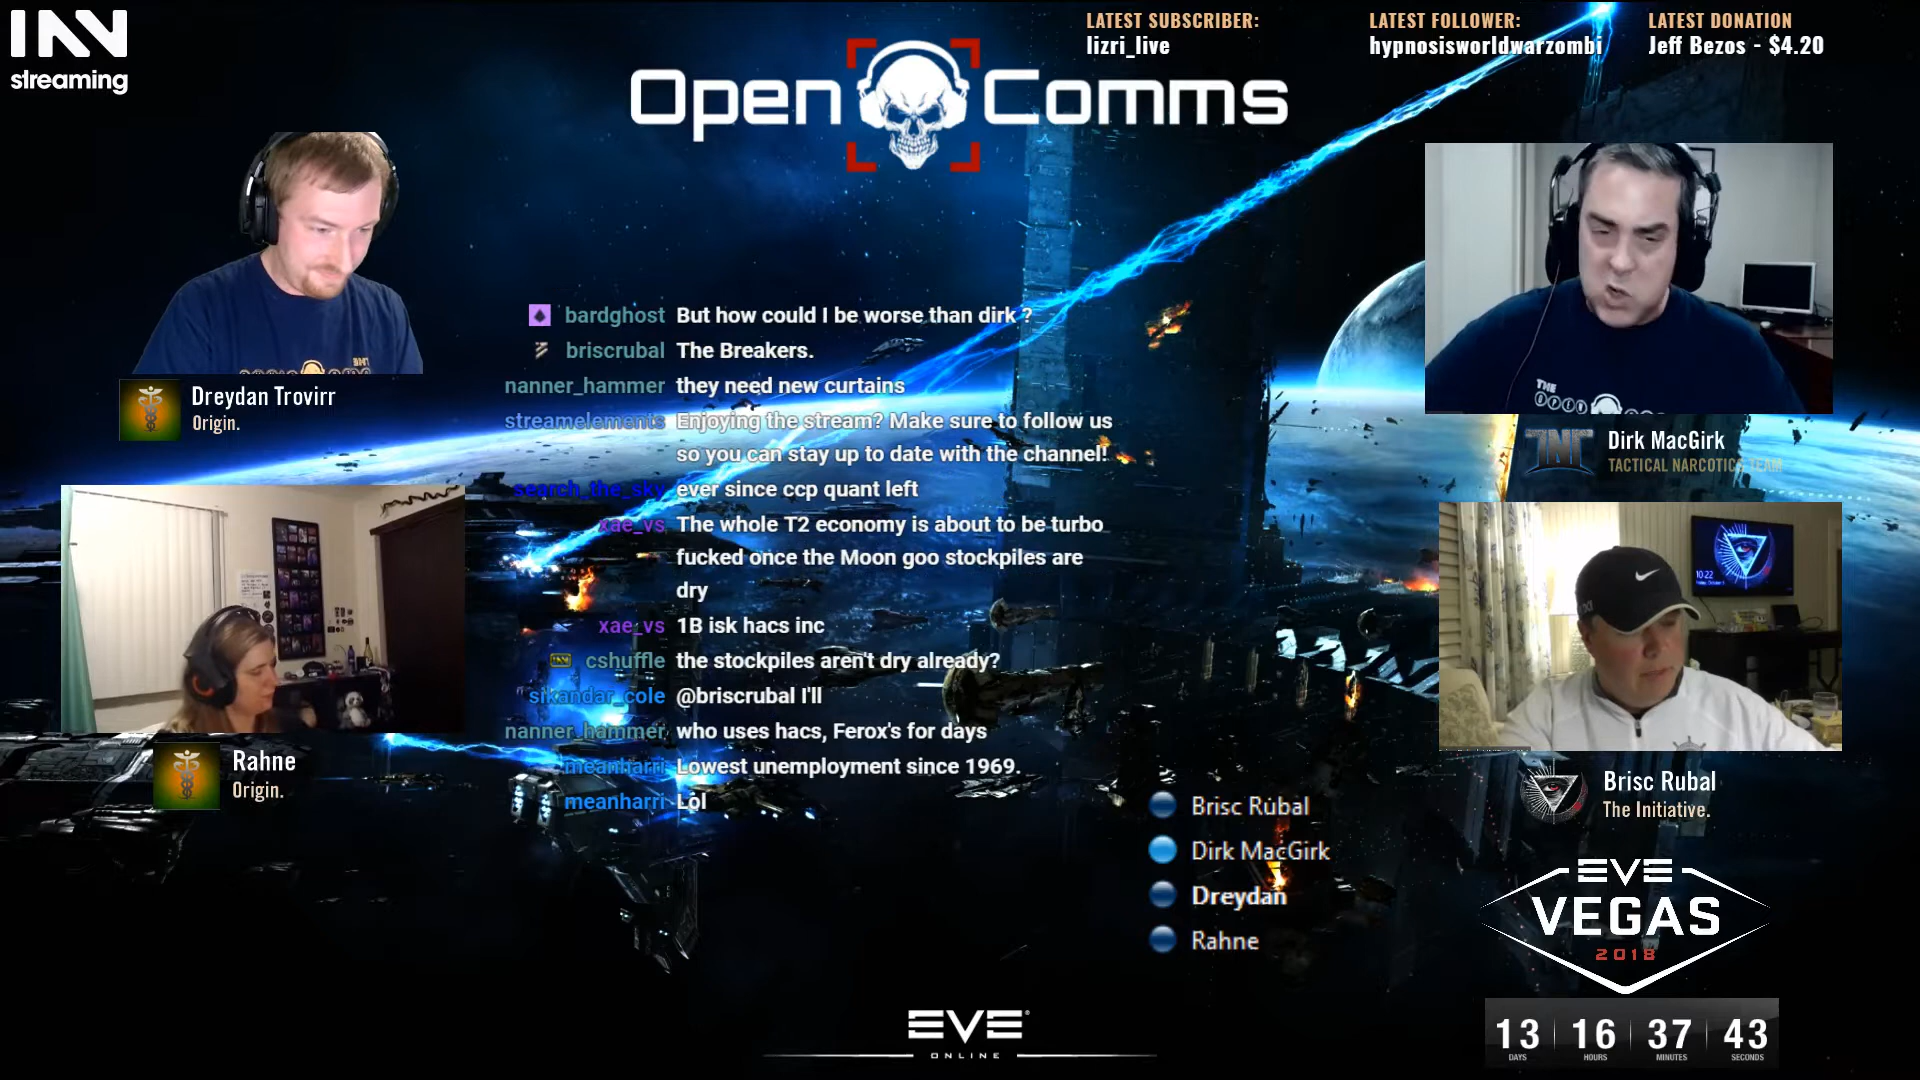 INN
streaming
Open Comms
LATEST SUBSCRIBER:
lizri_live
LATEST FOLLOWER:
hypnosisworldwarzombi
LATEST DONATION
Jeff Bezos - $4.20
Dreydan Trovirr
Origin.
Rahne
Origin.
bardghost But how could I be worse than dirk ?
briscrubal The Breakers.
nanner_hammer they need new curtains
streamelements Enjoying the stream? Make sure to follow us
so you can stay up to date with the channel!
search_the_sky ever since ccp quant left
xae_vs The whole T2 economy is about to be turbo
fucked once the Moon goo stockpiles are
dry
xae_vs 1B isk hacs inc
cshuffle the stockpiles aren't dry already?
sikandar_cole @briscrubal I'll
nanner_hammer who uses hacs, Ferox's for days
meanharri Lowest unemployment since 1969.
meanharri Lol
THE
TNT
Dirk MacGirk
TACTICAL NARCOTICS TEAM
10:22
Brisc Rubal
The Initiative.
Brisc Rubal
Dirk MacGirk
Dreydan
Rahne
EVE
VEGAS
2018
13 16 37 43
DAYS HOURS MINUTES SECONDS
EVE
ONLINE